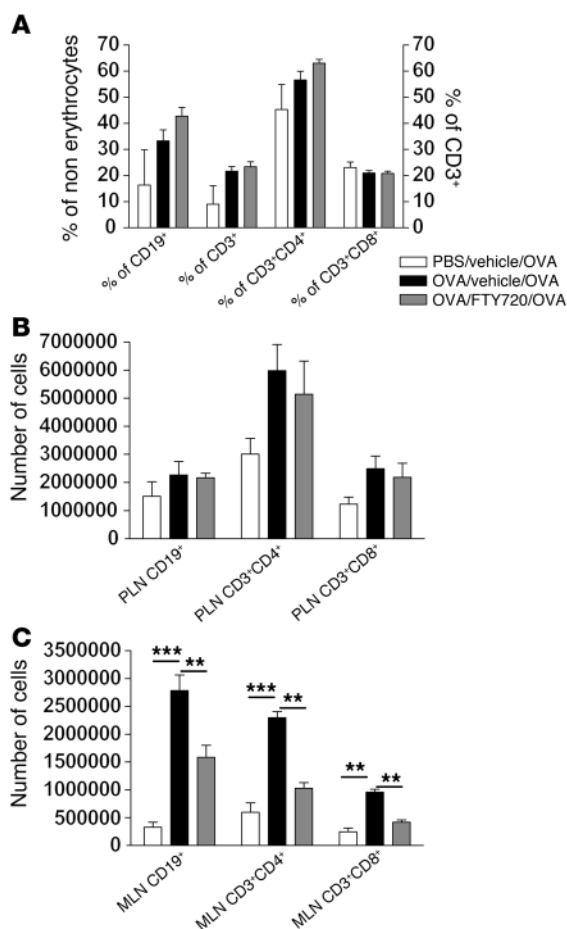 A
% of non erythrocytes
70
60
50
40
30
20
10
0
70
60
50
40
30
20
10
0
% of CD3⁺
% of CD19⁺
% of CD3⁺
% of CD3⁺CD4⁺
% of CD3⁺CD8⁺
PBS/vehicle/OVA
OVA/vehicle/OVA
OVA/FTY720/OVA
B
Number of cells
7000000
6000000
5000000
4000000
3000000
2000000
1000000
0
PLN CD19⁺
PLN CD3⁺CD4⁺
PLN CD3⁺CD8⁺
C
Number of cells
3500000
3000000
2500000
2000000
1500000
1000000
500000
0
*** **
*** **
** **
MLN CD19⁺
MLN CD3⁺CD4⁺
MLN CD3⁺CD8⁺